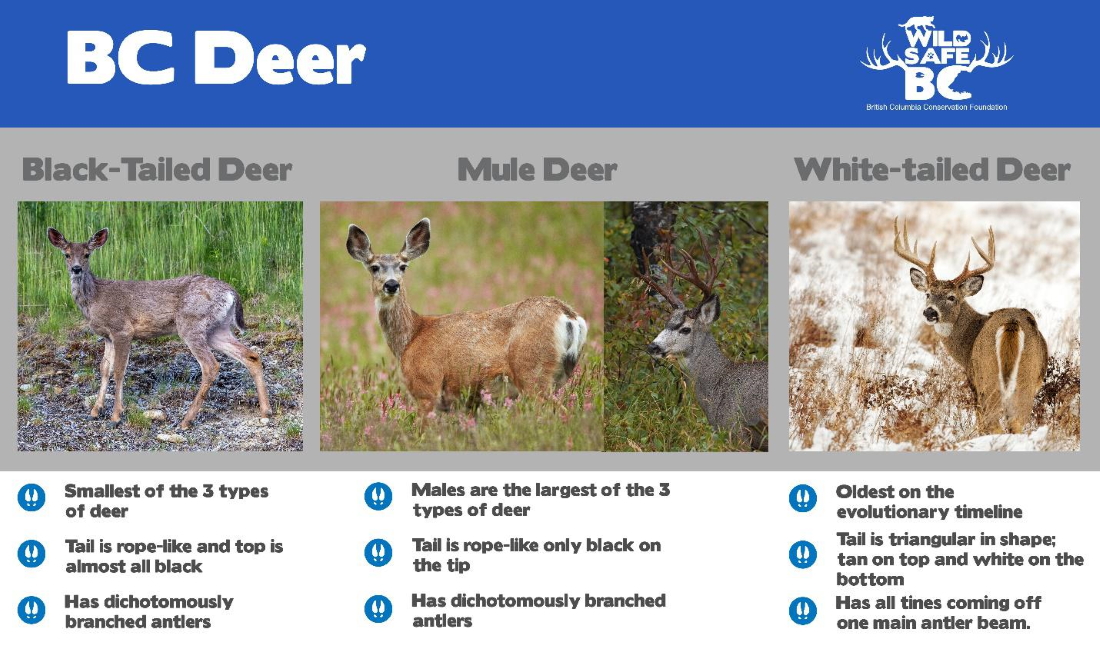 BC Deer
WILD
SAFE
BC
British Columbia Conservation Foundation
Black-Tailed Deer
Mule Deer
White-tailed Deer
Smallest of the 3 types
of deer
Tail is rope-like and top is
almost all black
Has dichotomously
branched antlers
Males are the largest of the 3
types of deer
Tail is rope-like only black on
the tip
Has dichotomously branched
antlers
Oldest on the
evolutionary timeline
Tail is triangular in shape;
tan on top and white on the
bottom
Has all tines coming off
one main antler beam.